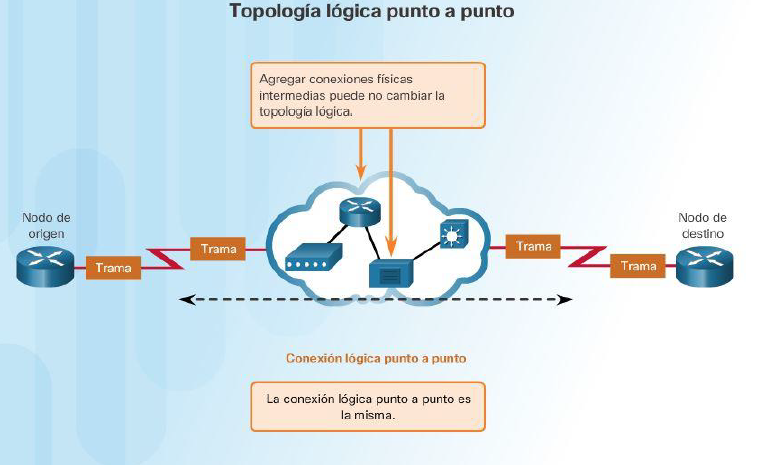 Topología lógica punto a punto
Agregar conexiones físicas
intermedias puede no cambiar la
topología lógica.
Nodo de
origen
Nodo de
destino
Trama
Trama
Trama
Trama
Conexión lógica punto a punto
La conexión lógica punto a punto es
la misma.